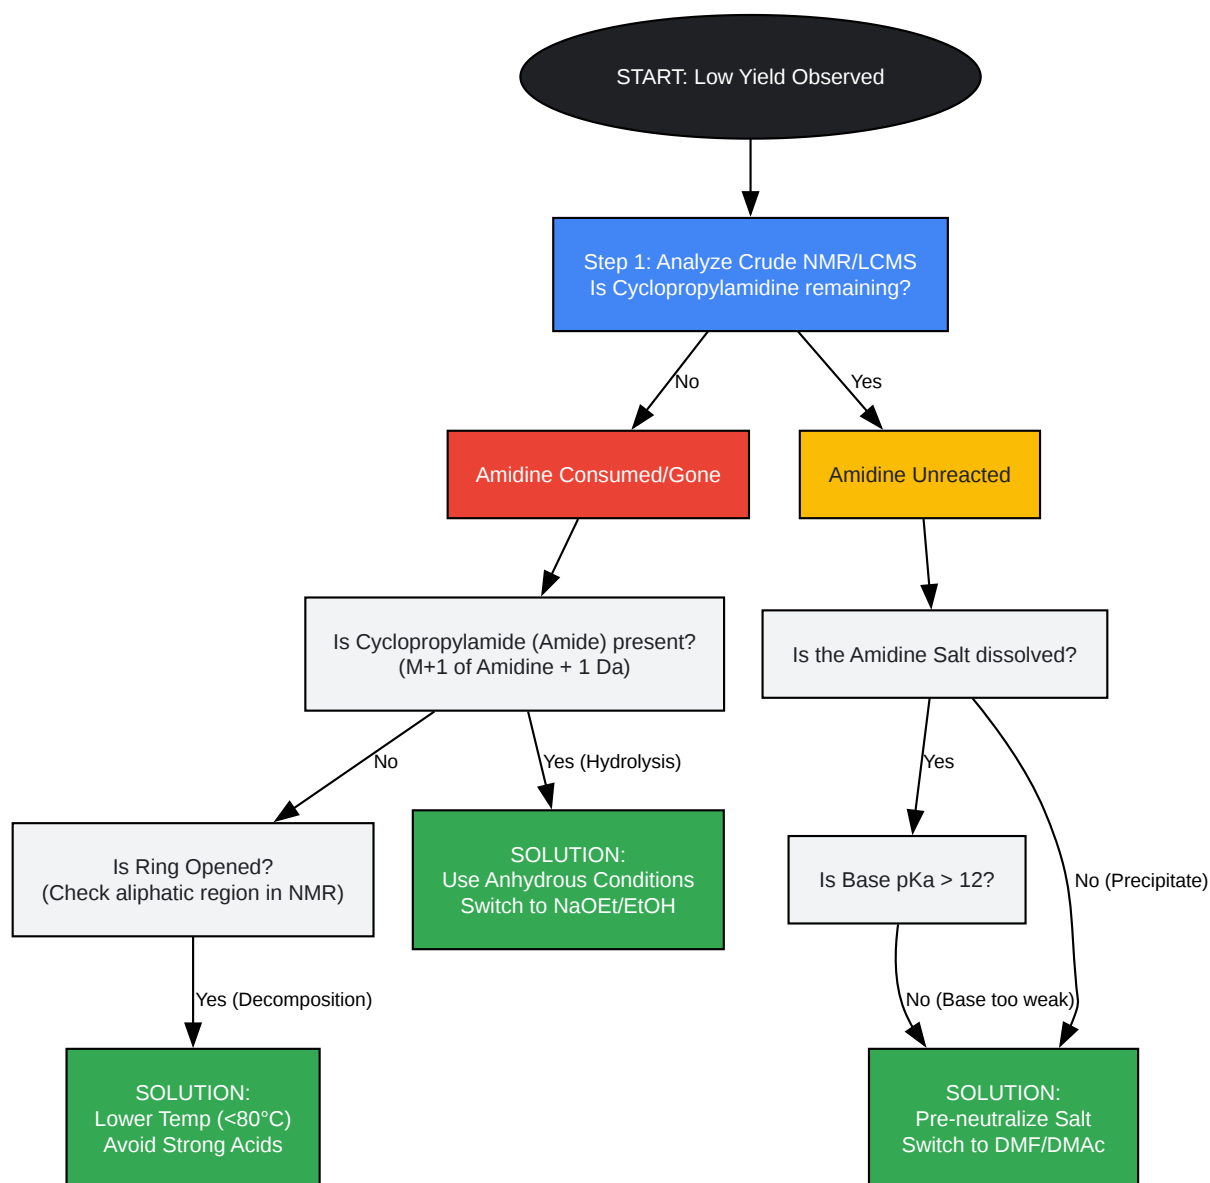 START: Low Yield Observed
Step 1: Analyze Crude NMR/LCMS
Is Cyclopropylamidine remaining?
No
Yes
Amidine Consumed/Gone
Amidine Unreacted
Is Cyclopropylamide (Amide) present?
(M+1 of Amidine + 1 Da)
Is the Amidine Salt dissolved?
No
Yes (Hydrolysis)
Yes
Is Ring Opened?
(Check aliphatic region in NMR)
SOLUTION:
Use Anhydrous Conditions
Switch to NaOEt/EtOH
Is Base pKa > 12?
No (Precipitate)
Yes (Decomposition)
No (Base too weak)
SOLUTION:
Lower Temp (<80°C)
Avoid Strong Acids
SOLUTION:
Pre-neutralize Salt
Switch to DMF/DMAc